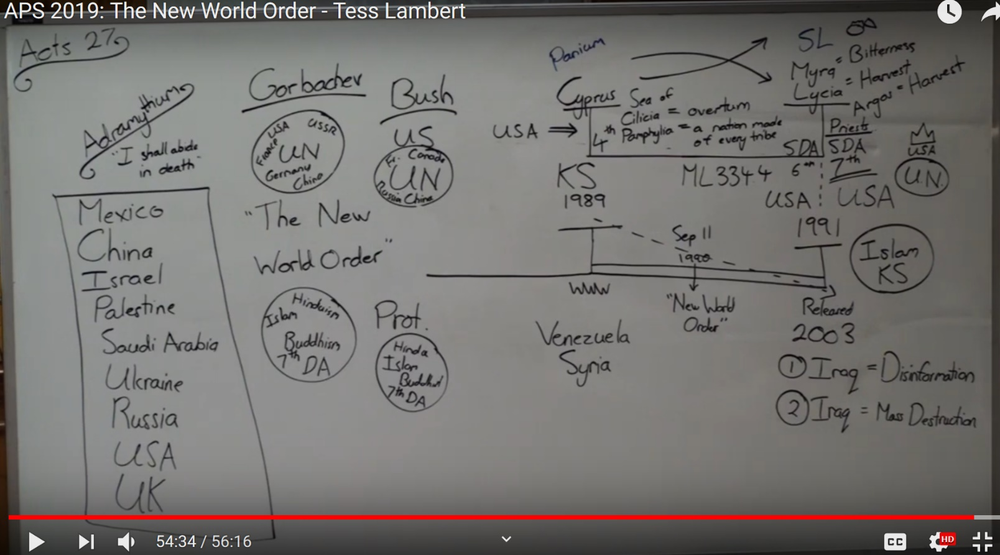 APS 2019: The New World Order - Tess Lambert
Acts 27
Adramythium
"I shall abide
in death"
Mexico
China
Israel
Palestine
Saudi Arabia
Ukraine
Russia
USA
UK
Gorbachev
USA USSR
France
UN
Germany
China
Bush
US
Fr. Canada
UN
Russia China
"The New
World Order"
Hinduism
Islam
Buddhism
7th DA
Prot.
Hindu
Islam
Buddhist
7th DA
Panium
Cyprus
USA ⇒
Sea of
Cilicia = overturn
4th Pamphylia = a nation made
of every tribe
SDA
KS
1989
ML3344 6th
USA
SL
Myra = Bitterness
Lycia = Harvest
Argos = Harvest
Priests
SDA
7th
USA
USA
U.N.
1991
Islam
KS
Sep 11
1990
WWW
"New World
Order"
Released
2003
Venezuela
Syria
① Iraq = Disinformation
② Iraq = Mass Destruction
54:34 / 56:16
CC
HD